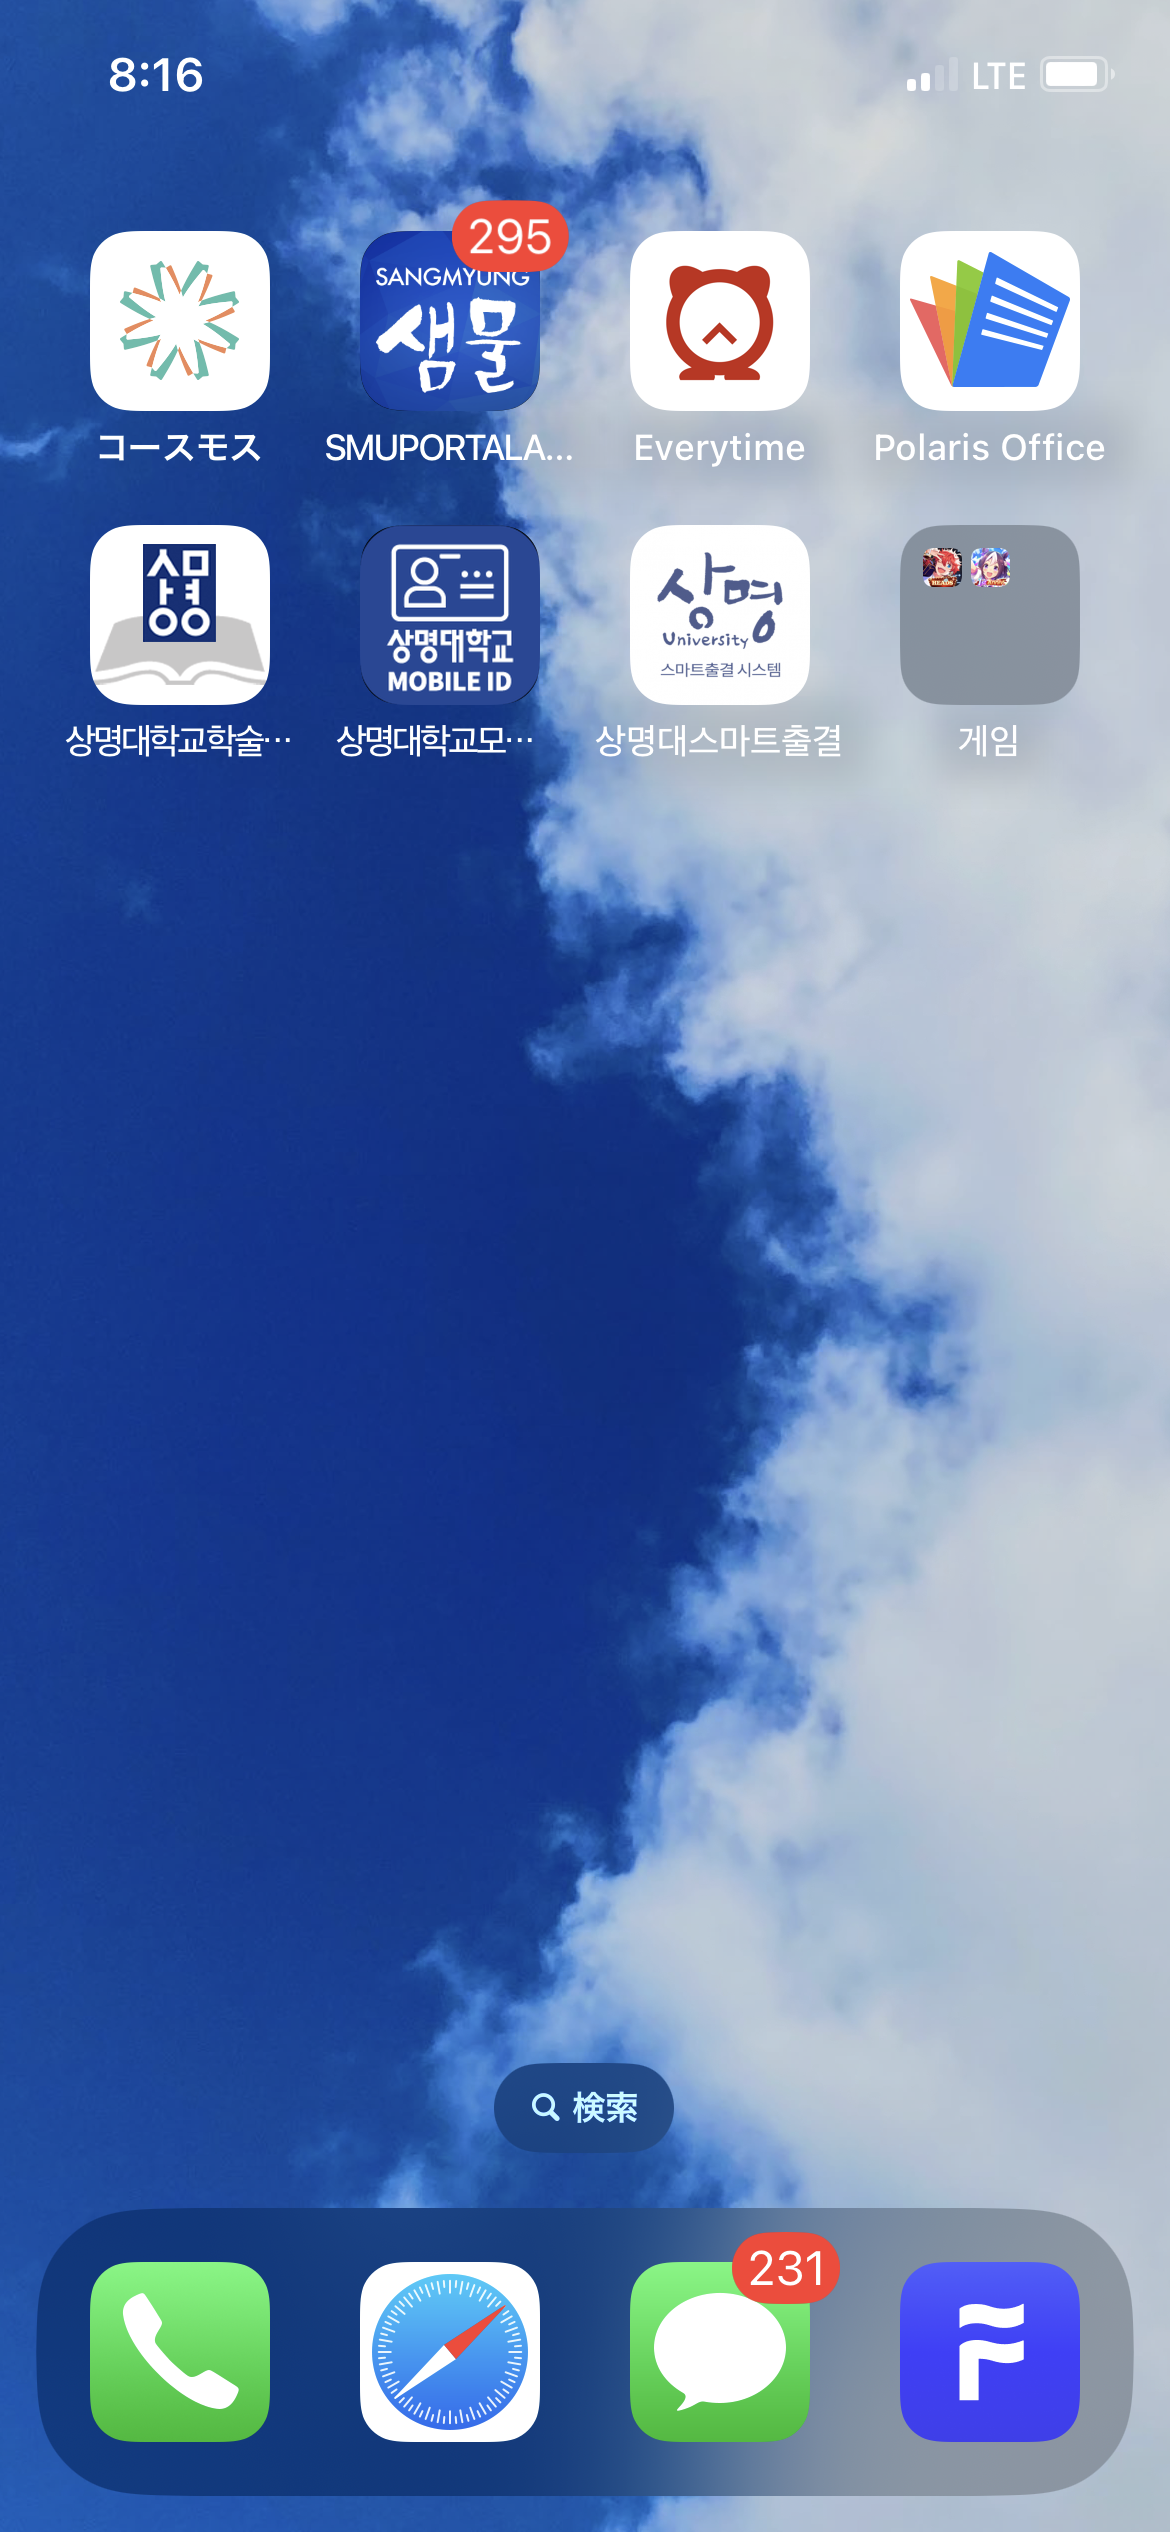 8:16 LTE
295
SANGMYUNG
샘물
コースモス SMUPORTALA... Everytime Polaris Office
상명
상명대학교
MOBILE ID
상명
University
스마트출결 시스템
HEADS
상명대학교학술… 상명대학교모… 상명대스마트출결 게임
検索
231